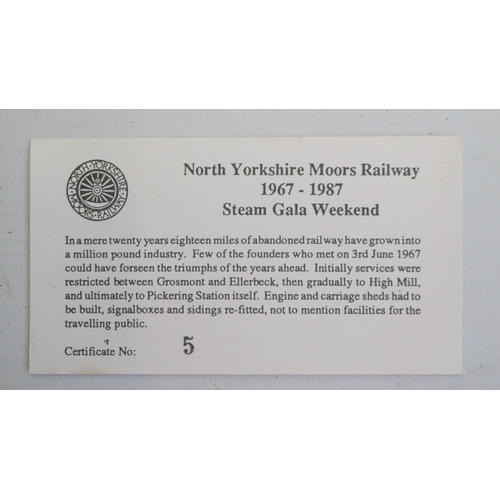 NORTH·YORKSHIRE
MOORS·RAILWAY
North Yorkshire Moors Railway
1967 - 1987
Steam Gala Weekend
In a mere twenty years eighteen miles of abandoned railway have grown into
a million pound industry. Few of the founders who met on 3rd June 1967
could have forseen the triumphs of the years ahead. Initially services were
restricted between Grosmont and Ellerbeck, then gradually to High Mill,
and ultimately to Pickering Station itself. Engine and carriage sheds had to
be built, signalboxes and sidings re-fitted, not to mention facilities for the
travelling public.
Certificate No: 5